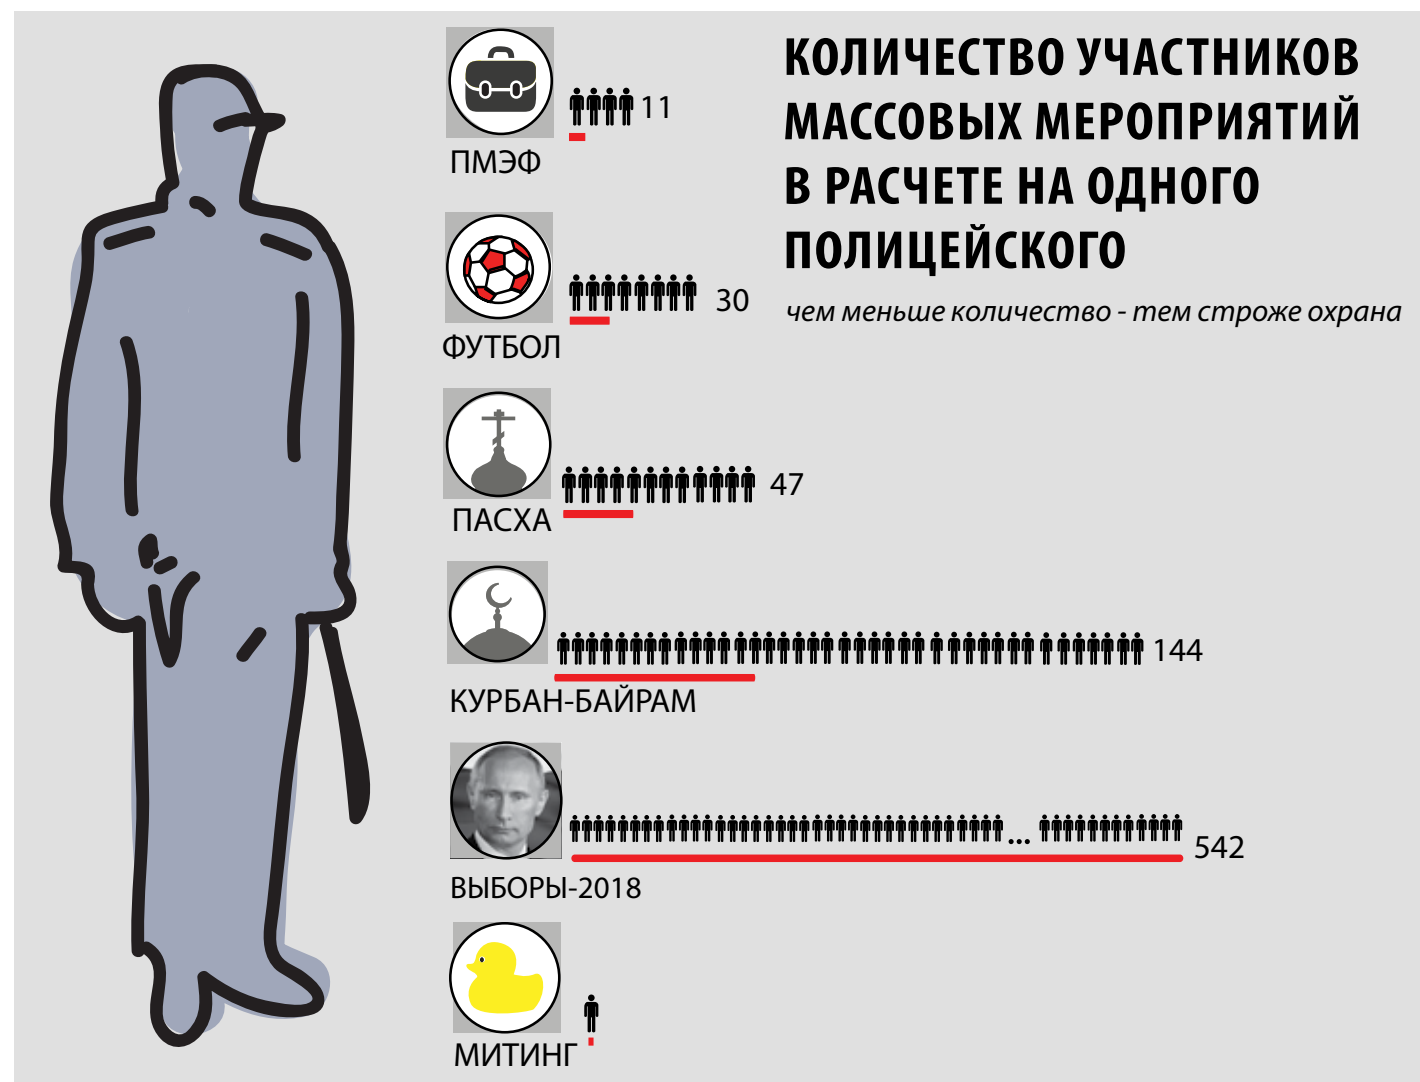 КОЛИЧЕСТВО УЧАСТНИКОВ
МАССОВЫХ МЕРОПРИЯТИЙ
В РАСЧЕТЕ НА ОДНОГО
ПОЛИЦЕЙСКОГО
чем меньше количество - тем строже охрана
11
ПМЭФ
30
ФУТБОЛ
47
ПАСХА
144
КУРБАН-БАЙРАМ
... 542
ВЫБОРЫ-2018
МИТИНГ